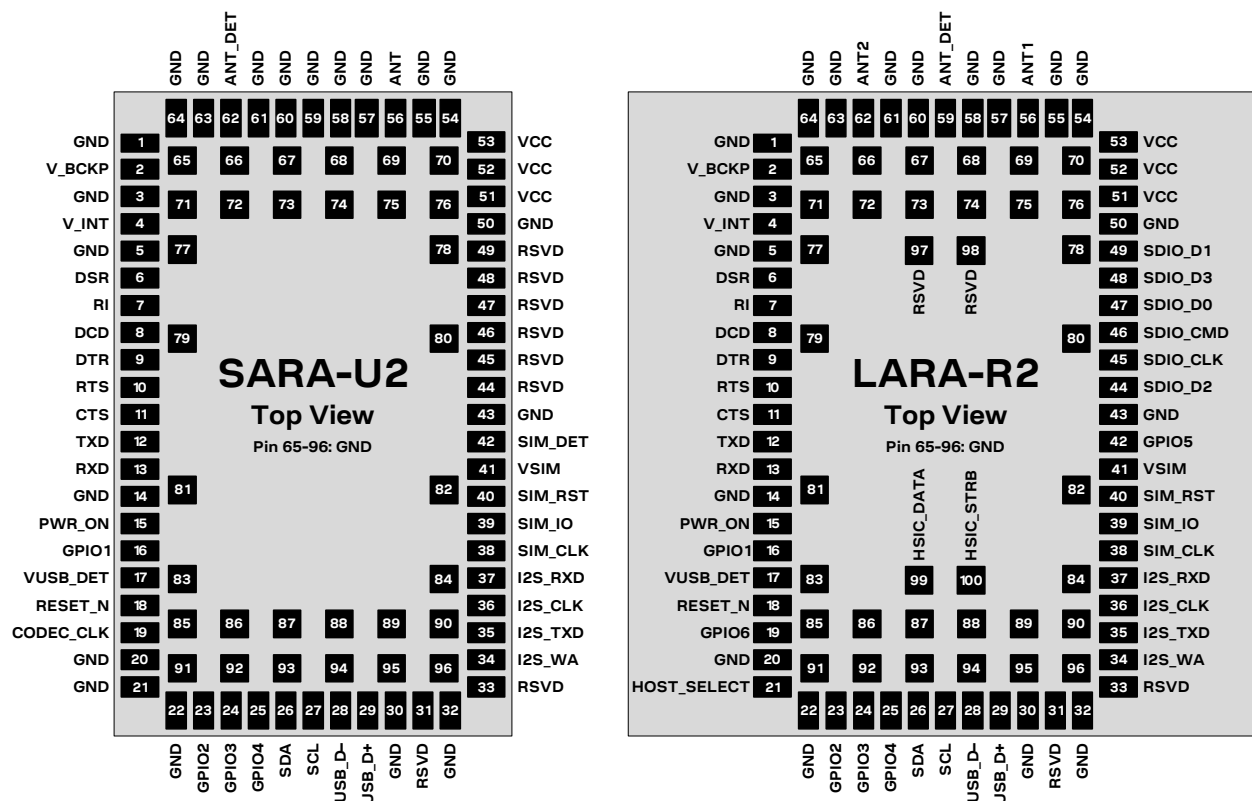 GND GND ANT_DET GND GND GND GND GND ANT GND GND
64 63 62 61 60 59 58 57 56 55 54
GND 1 53 VCC
65 66 67 68 69 70
V_BCKP 2 52 VCC
GND 3 51 VCC
71 72 73 74 75 76
V_INT 4 50 GND
GND 5 77 78 49 RSVD
DSR 6 48 RSVD
RI 7 47 RSVD
DCD 8 79 80 46 RSVD
DTR 9 45 RSVD
SARA-U2
RTS 10 44 RSVD
CTS 11 43 GND
Top View
TXD 12 42 SIM_DET
Pin 65-96: GND
RXD 13 41 VSIM
GND 14 81 82 40 SIM_RST
PWR_ON 15 39 SIM_IO
GPIO1 16 38 SIM_CLK
VUSB_DET 17 83 84 37 I2S_RXD
RESET_N 18 36 I2S_CLK
85 86 87 88 89 90
CODEC_CLK 19 35 I2S_TXD
GND 20 34 I2S_WA
91 92 93 94 95 96
GND 21 33 RSVD
22 23 24 25 26 27 28 29 30 31 32
GND GPIO2 GPIO3 GPIO4 SDA SCL USB_D– USB_D+ GND RSVD GND
GND GND ANT2 GND GND ANT_DET GND GND ANT1 GND GND
64 63 62 61 60 59 58 57 56 55 54
GND 1 53 VCC
65 66 67 68 69 70
V_BCKP 2 52 VCC
GND 3 51 VCC
71 72 73 74 75 76
V_INT 4 50 GND
GND 5 77 97 98 78 49 SDIO_D1
RSVD RSVD
DSR 6 48 SDIO_D3
RI 7 47 SDIO_D0
DCD 8 79 80 46 SDIO_CMD
DTR 9 45 SDIO_CLK
LARA-R2
RTS 10 44 SDIO_D2
CTS 11 43 GND
Top View
TXD 12 42 GPIO5
Pin 65-96: GND
RXD 13 41 VSIM
GND 14 81 82 40 SIM_RST
HSIC_DATA HSIC_STRB
PWR_ON 15 39 SIM_IO
GPIO1 16 38 SIM_CLK
VUSB_DET 17 83 99 100 84 37 I2S_RXD
RESET_N 18 36 I2S_CLK
85 86 87 88 89 90
GPIO6 19 35 I2S_TXD
GND 20 34 I2S_WA
91 92 93 94 95 96
HOST_SELECT 21 33 RSVD
22 23 24 25 26 27 28 29 30 31 32
GND GPIO2 GPIO3 GPIO4 SDA SCL USB_D– USB_D+ GND RSVD GND